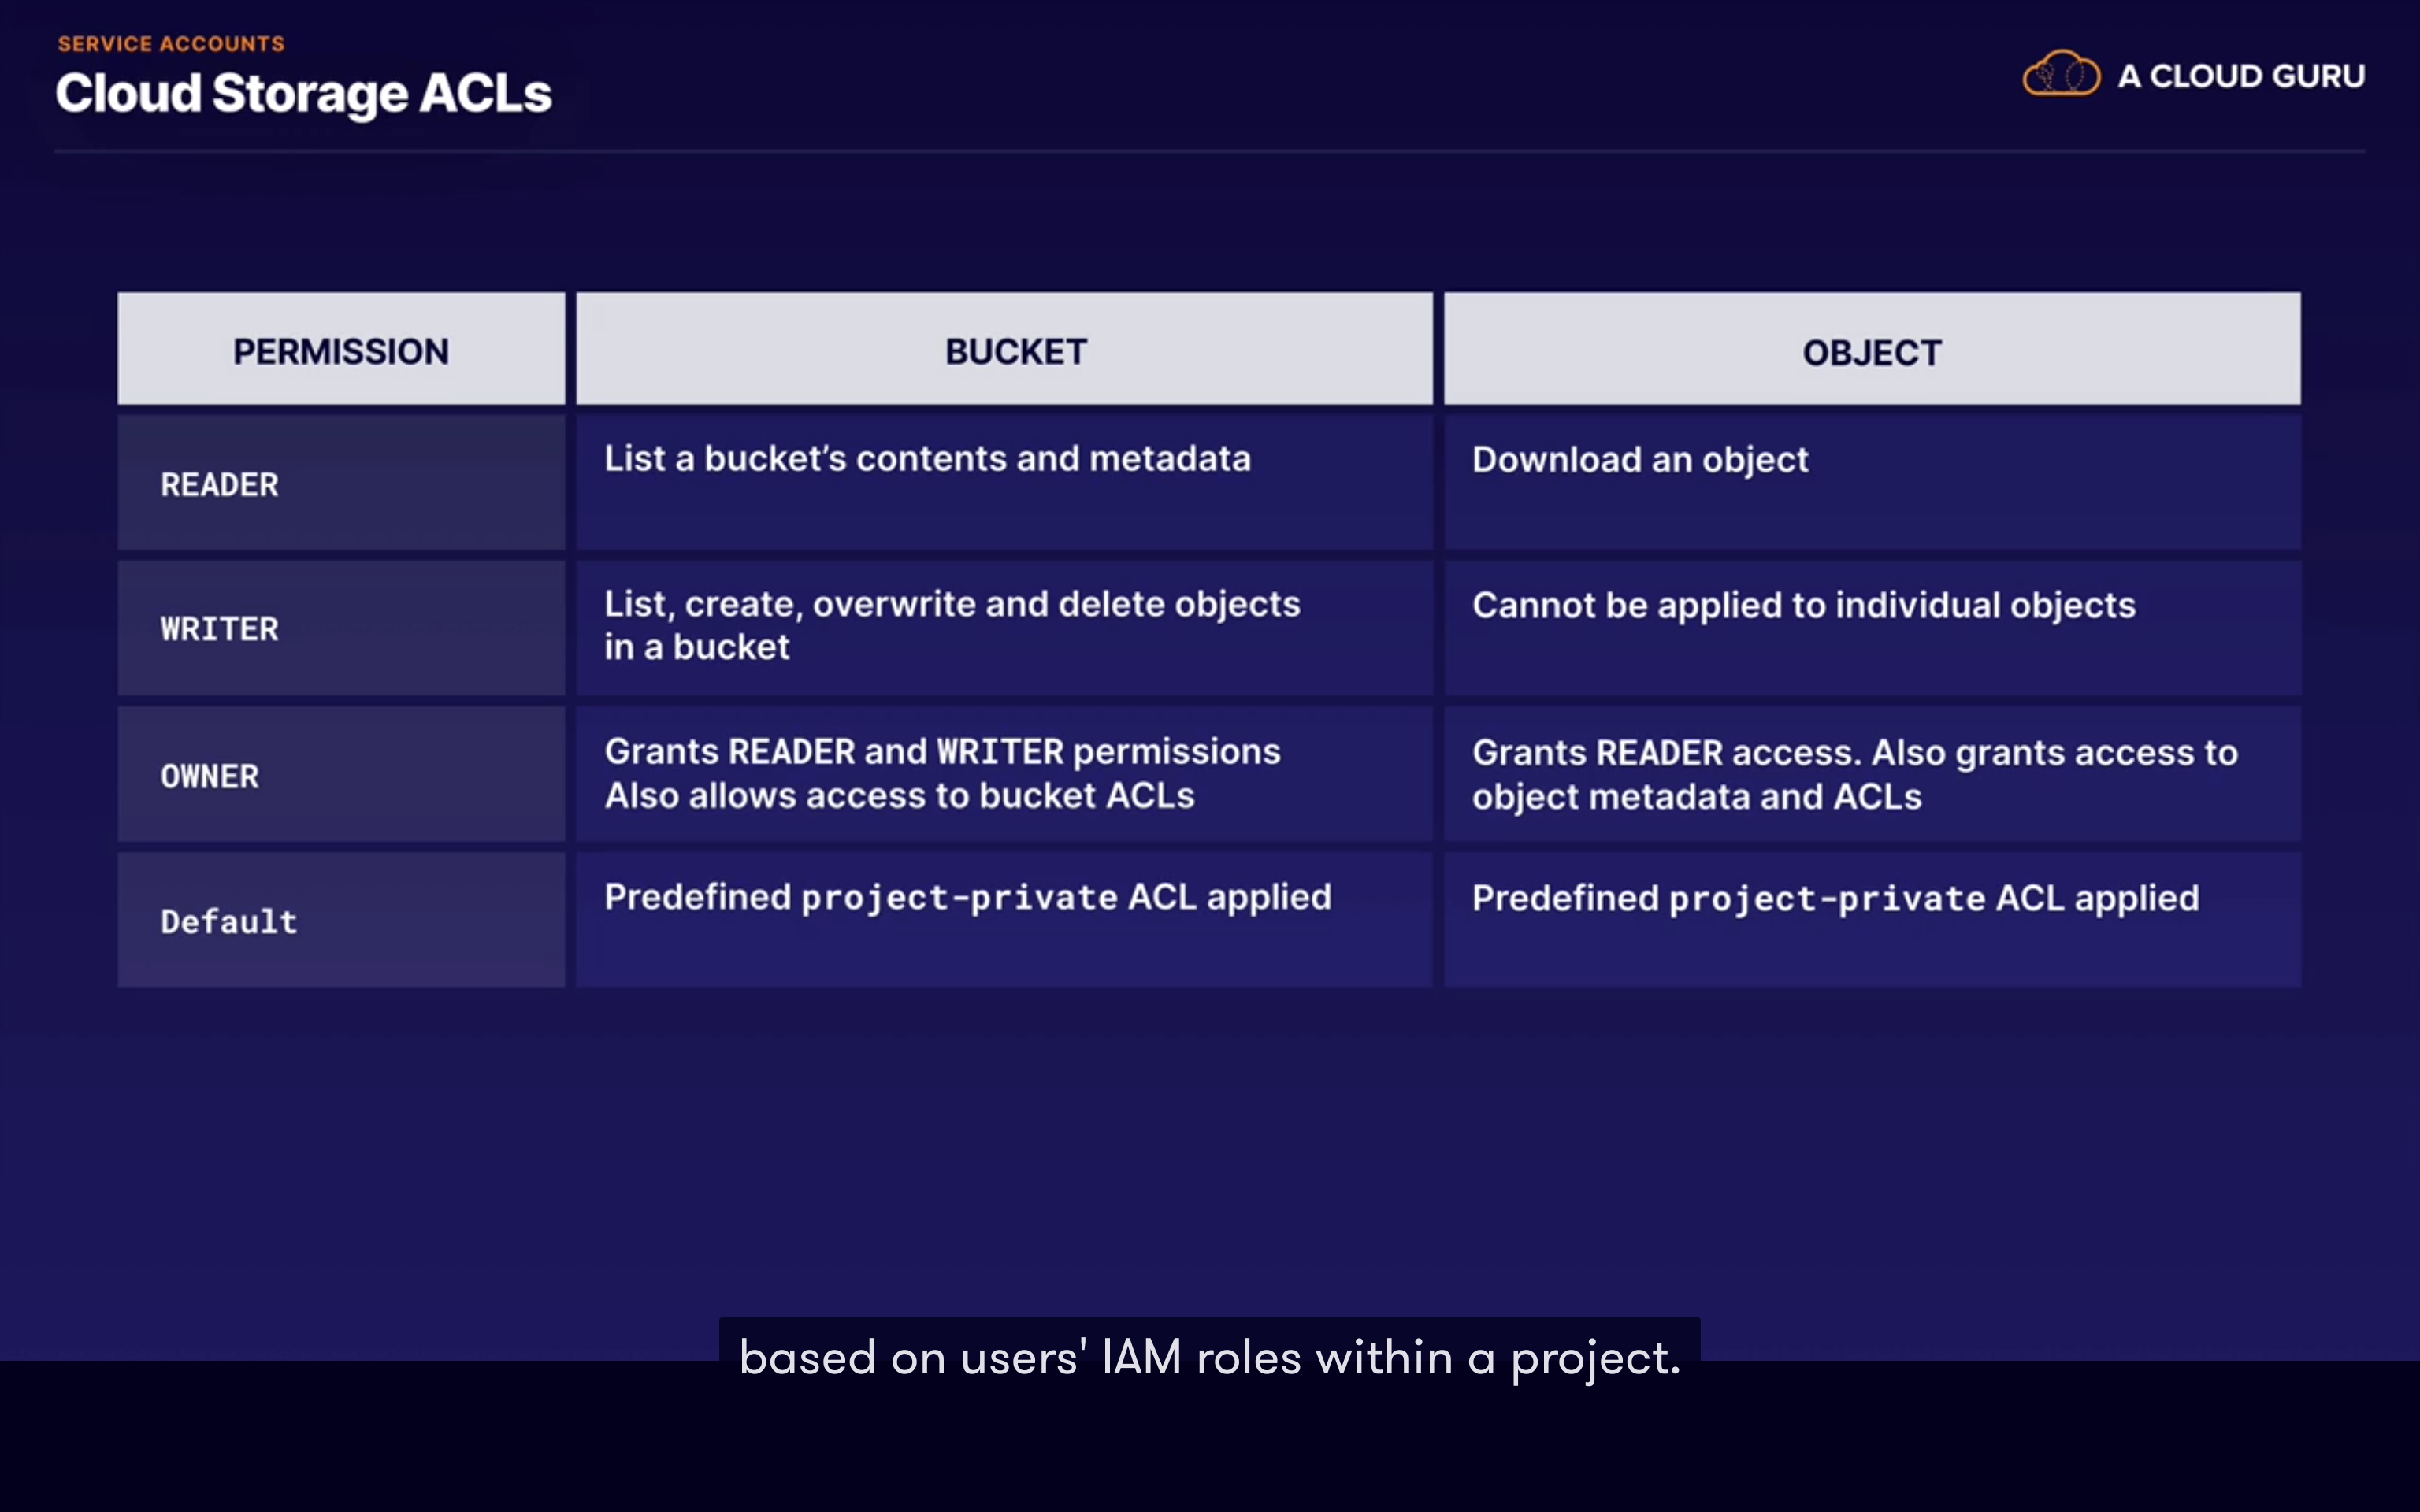 SERVICE ACCOUNTS
Cloud Storage ACLs
A CLOUD GURU
PERMISSION
BUCKET
OBJECT
READER
List a bucket’s contents and metadata
Download an object
WRITER
List, create, overwrite and delete objects
in a bucket
Cannot be applied to individual objects
OWNER
Grants READER and WRITER permissions
Also allows access to bucket ACLs
Grants READER access. Also grants access to
object metadata and ACLs
Default
Predefined project-private ACL applied
Predefined project-private ACL applied
based on users' IAM roles within a project.